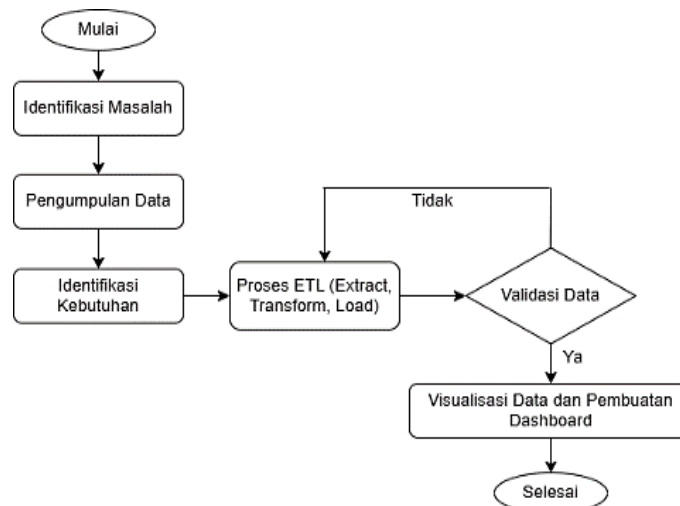 Mulai
Identifikasi Masalah
Pengumpulan Data
Identifikasi
Kebutuhan
Proses ETL (Extract,
Transform, Load)
Tidak
Validasi Data
Ya
Visualisasi Data dan Pembuatan
Dashboard
Selesai